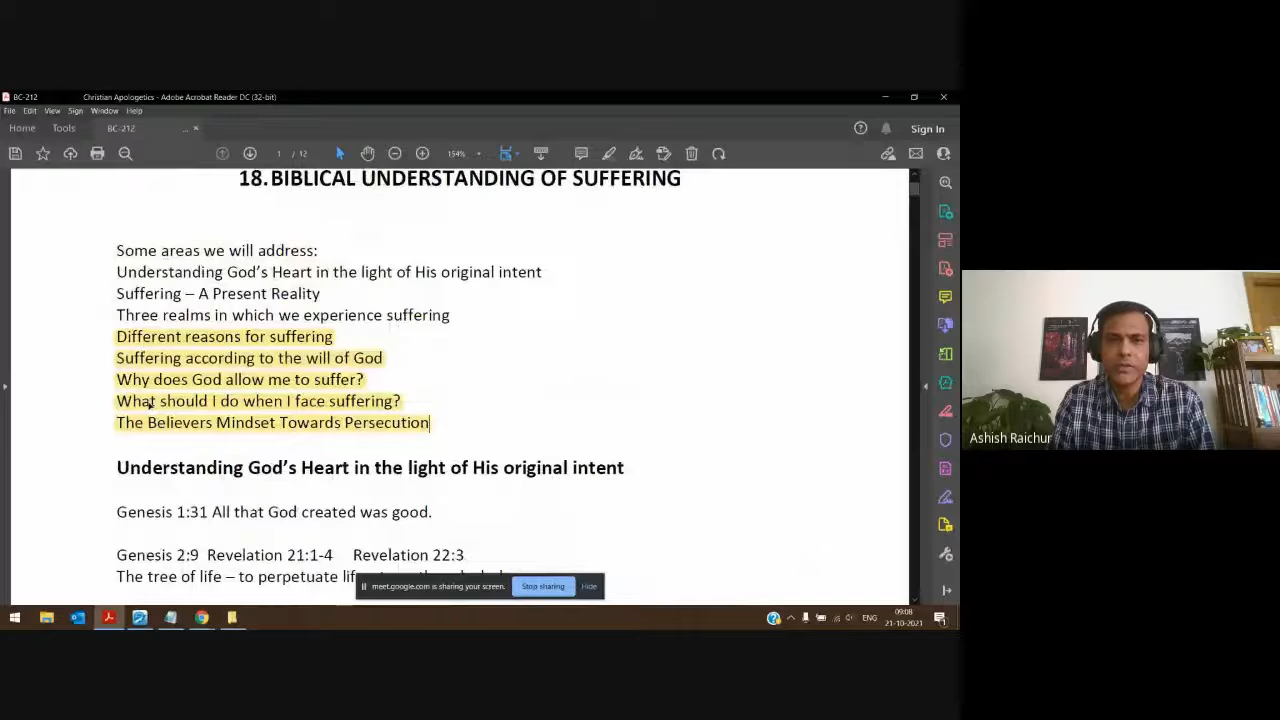 BC-212 Christian Apologetics - Adobe Acrobat Reader DC (32-bit)
File Edit View Sign Window Help
Home Tools BC-212 ... × Sign In
1 / 12 154%
18. BIBLICAL UNDERSTANDING OF SUFFERING
Some areas we will address:
Understanding God’s Heart in the light of His original intent
Suffering – A Present Reality
Three realms in which we experience suffering
Different reasons for suffering
Suffering according to the will of God
Why does God allow me to suffer?
What should I do when I face suffering?
The Believers Mindset Towards Persecution
Understanding God’s Heart in the light of His original intent
Genesis 1:31 All that God created was good.
Genesis 2:9 Revelation 21:1-4 Revelation 22:3
The tree of life – to perpetuate
meet.google.com is sharing your screen. Stop sharing Hide
Ashish Raichur
ENG 09:08
21-10-2021